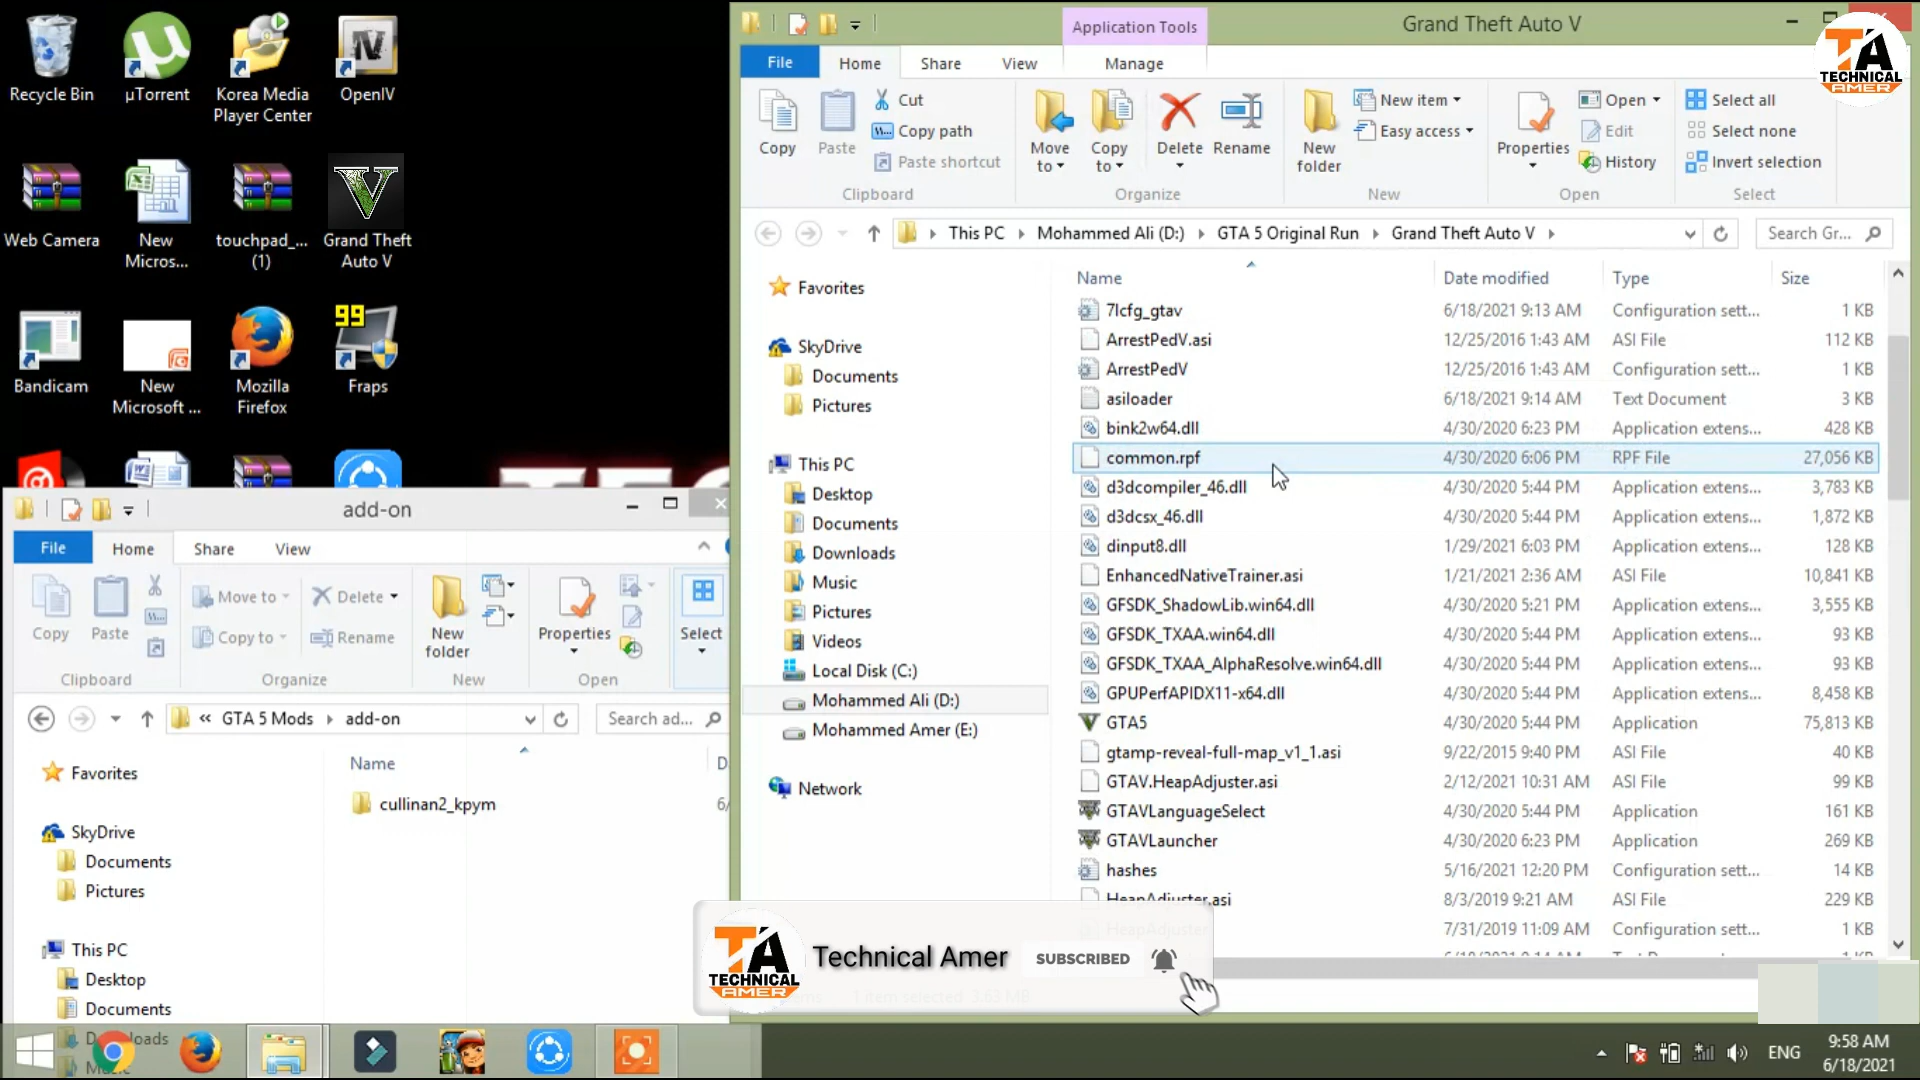 Recycle Bin
µTorrent
Korea Media
Player Center
OpenIV
Web Camera
New
Micros...
touchpad_...
(1)
Grand Theft
Auto V
Bandicam
New
Microsoft ...
Mozilla
Firefox
99
Fraps
Application Tools
Grand Theft Auto V
TA
TECHNICAL
AMER
File
Home
Share
View
Manage
Copy
Paste
Cut
Copy path
Paste shortcut
Clipboard
Move
to
Copy
to
Delete
Rename
Organize
New
folder
New item
Easy access
New
Properties
Open
Edit
History
Open
Select all
Select none
Invert selection
Select
This PC
Mohammed Ali (D:)
GTA 5 Original Run
Grand Theft Auto V
Search Gr...
Favorites
SkyDrive
Documents
Pictures
This PC
Desktop
Documents
Downloads
Music
Pictures
Videos
Local Disk (C:)
Mohammed Ali (D:)
Mohammed Amer (E:)
Network
Name Date modified Type Size
7lcfg_gtav 6/18/2021 9:13 AM Configuration sett... 1 KB
ArrestPedV.asi 12/25/2016 1:43 AM ASI File 112 KB
ArrestPedV 12/25/2016 1:43 AM Configuration sett... 1 KB
asiloader 6/18/2021 9:14 AM Text Document 3 KB
bink2w64.dll 4/30/2020 6:23 PM Application extens... 428 KB
common.rpf 4/30/2020 6:06 PM RPF File 27,056 KB
d3dcompiler_46.dll 4/30/2020 5:44 PM Application extens... 3,783 KB
d3dcsx_46.dll 4/30/2020 5:44 PM Application extens... 1,872 KB
dinput8.dll 1/29/2021 6:03 PM Application extens... 128 KB
EnhancedNativeTrainer.asi 1/21/2021 2:36 AM ASI File 10,841 KB
GFSDK_ShadowLib.win64.dll 4/30/2020 5:21 PM Application extens... 3,555 KB
GFSDK_TXAA.win64.dll 4/30/2020 5:44 PM Application extens... 93 KB
GFSDK_TXAA_AlphaResolve.win64.dll 4/30/2020 5:44 PM Application extens... 93 KB
GPUPerfAPIDX11-x64.dll 4/30/2020 5:44 PM Application extens... 8,458 KB
GTA5 4/30/2020 5:44 PM Application 75,813 KB
gtamp-reveal-full-map_v1_1.asi 9/22/2015 9:40 PM ASI File 40 KB
GTAV.HeapAdjuster.asi 2/12/2021 10:31 AM ASI File 99 KB
GTAVLanguageSelect 4/30/2020 5:44 PM Application 161 KB
GTAVLauncher 4/30/2020 6:23 PM Application 269 KB
hashes 5/16/2021 12:20 PM Configuration sett... 14 KB
HeapAdjuster.asi 8/3/2019 9:21 AM ASI File 229 KB
HeapAdjuster 7/31/2019 11:09 AM Configuration sett... 1 KB
add-on
File
Home
Share
View
Copy
Paste
Clipboard
Move to
Copy to
Delete
Rename
Organize
New
folder
New
Properties
Open
Select
« GTA 5 Mods
add-on
Search ad...
Favorites
SkyDrive
Documents
Pictures
This PC
Desktop
Documents
Name
cullinan2_kpym
TA
TECHNICAL
AMER
Technical Amer
SUBSCRIBED
1 item selected 3.63 MB
ENG
9:58 AM
6/18/2021